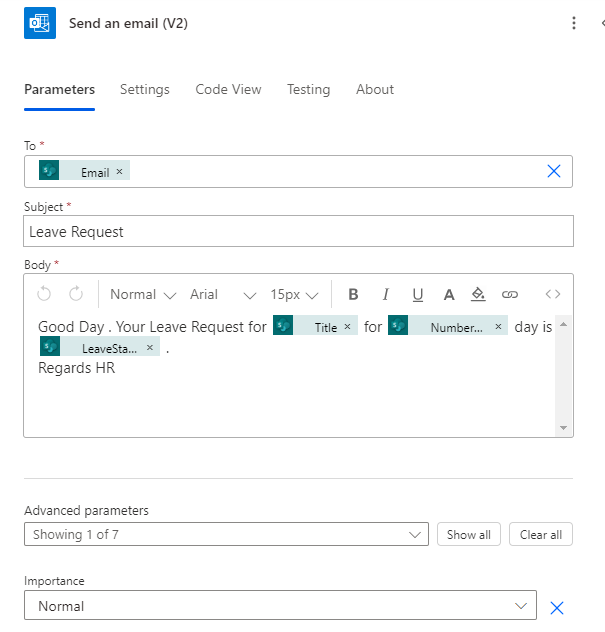 Send an email (V2)
Parameters Settings Code View Testing About
To *
Email ×
Subject *
Leave Request
Body *
Normal Arial 15px B I U A <>
Good Day . Your Leave Request for Title × for Number... × day is
LeaveSta... × .
Regards HR
Advanced parameters
Showing 1 of 7 Show all Clear all
Importance
Normal